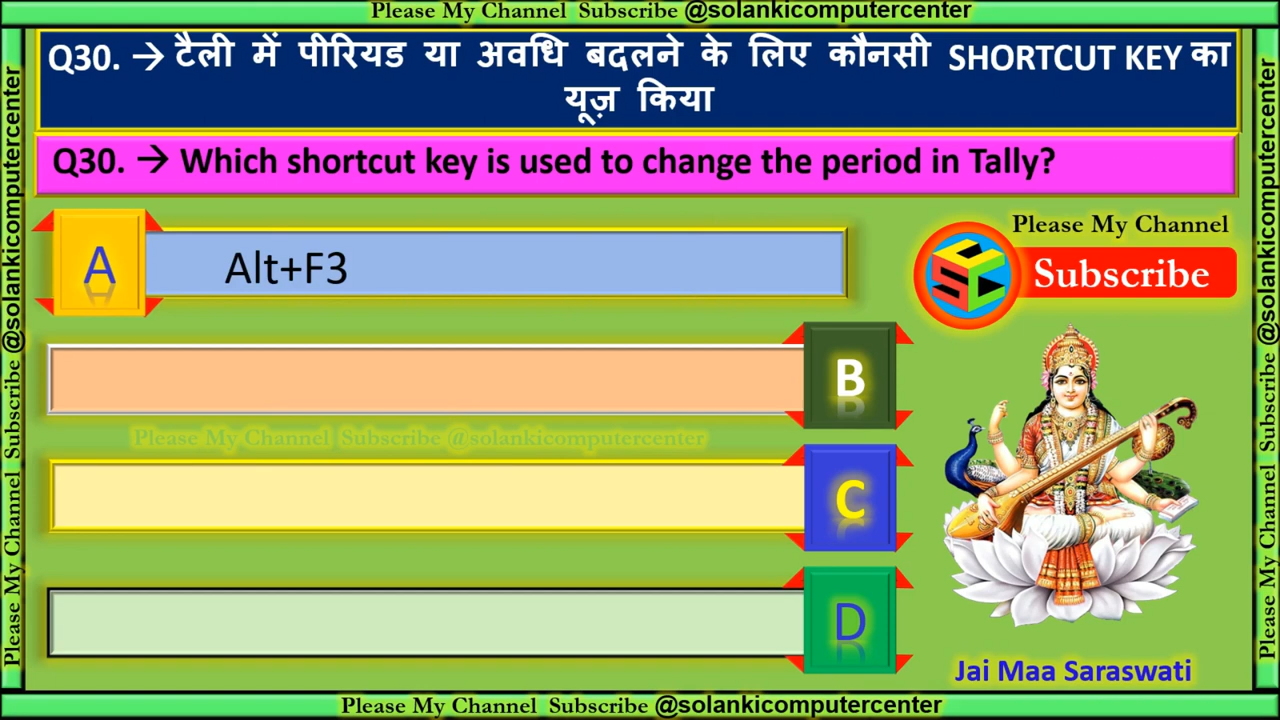 Please My Channel Subscribe @solankicomputercenter
Q30. → टैली में पीरियड या अवधि बदलने के लिए कौनसी SHORTCUT KEY का
यूज़ किया
Q30. → Which shortcut key is used to change the period in Tally?
A
Alt+F3
Please My Channel
Subscribe
SCC
B
Please My Channel Subscribe @solankicomputercenter
C
D
Jai Maa Saraswati
Please My Channel Subscribe @solankicomputercenter
Please My Channel Subscribe @solankicomputercenter
Please My Channel Subscribe @solankicomputercenter